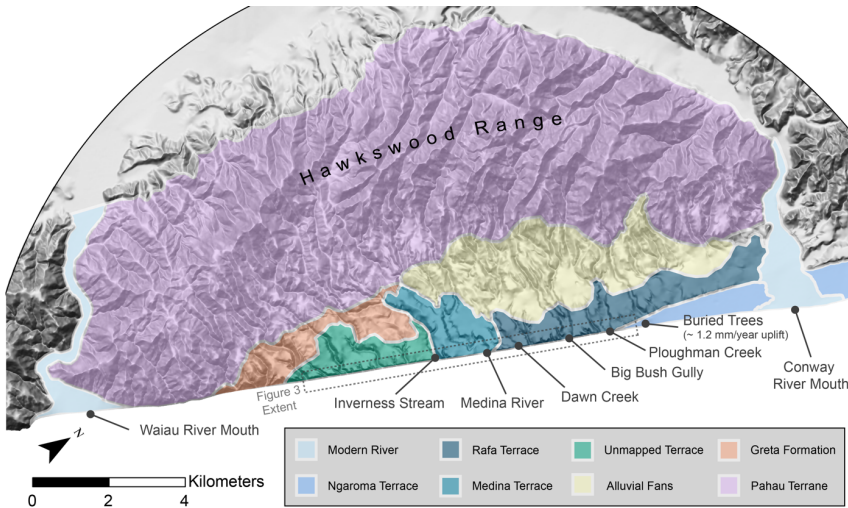 Hawkswood Range
Buried Trees
(~ 1.2 mm/year uplift)
Ploughman Creek
Big Bush Gully
Dawn Creek
Medina River
Inverness Stream
Conway
River Mouth
Figure 3
Extent
Waiau River Mouth
N
Kilometers
0 2 4
Modern River
Rafa Terrace
Unmapped Terrace
Greta Formation
Ngaroma Terrace
Medina Terrace
Alluvial Fans
Pahau Terrane